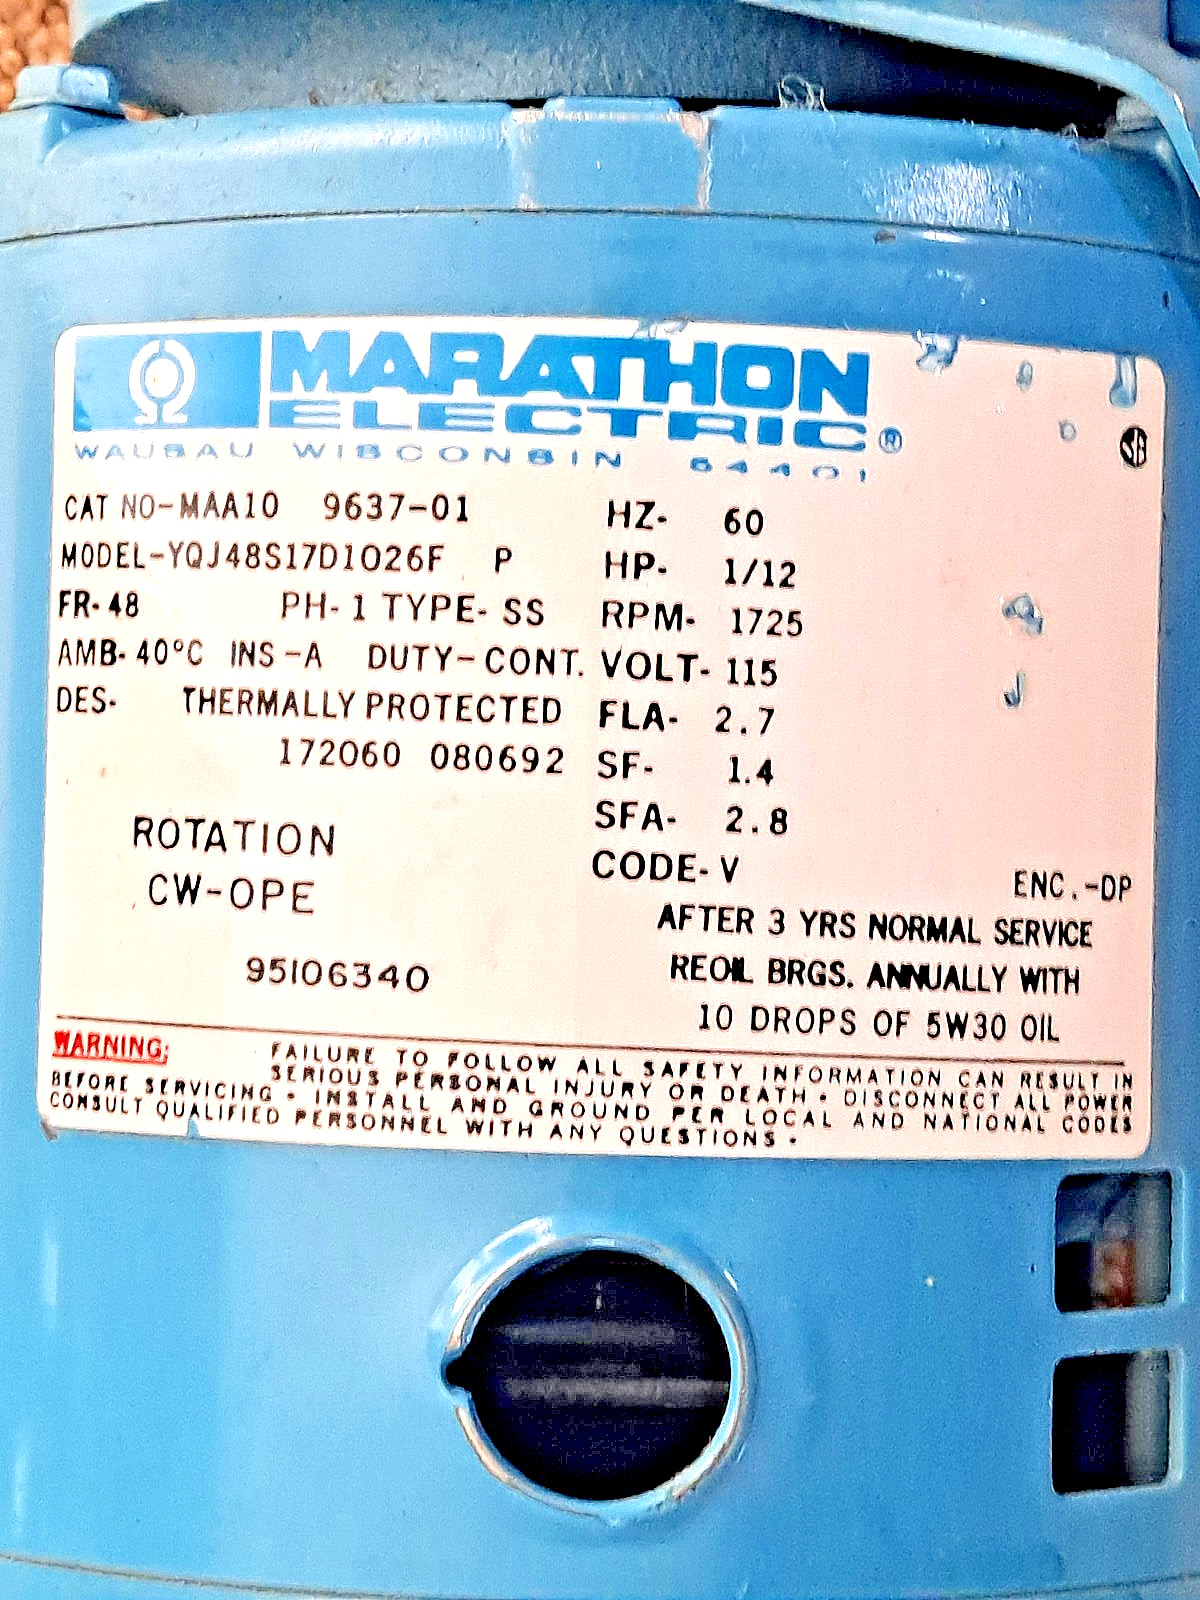 MARATHON
ELECTRIC®
WAUSAU WISCONSIN 54401
CAT NO-MAA10 9637-01
MODEL-YQJ48S17D1026F P
FR-48 PH-1 TYPE-SS
AMB-40°C INS-A DUTY-CONT.
DES- THERMALLY PROTECTED
172060 080692
ROTATION
CW-OPE
95106340
HZ- 60
HP- 1/12
RPM- 1725
VOLT- 115
FLA- 2.7
SF- 1.4
SFA- 2.8
CODE- V
ENC.-DP
AFTER 3 YRS NORMAL SERVICE
REOIL BRGS. ANNUALLY WITH
10 DROPS OF 5W30 OIL
WARNING: FAILURE TO FOLLOW ALL SAFETY INFORMATION CAN RESULT IN
SERIOUS PERSONAL INJURY OR DEATH • DISCONNECT ALL POWER
BEFORE SERVICING • INSTALL AND GROUND PER LOCAL AND NATIONAL CODES
CONSULT QUALIFIED PERSONNEL WITH ANY QUESTIONS •